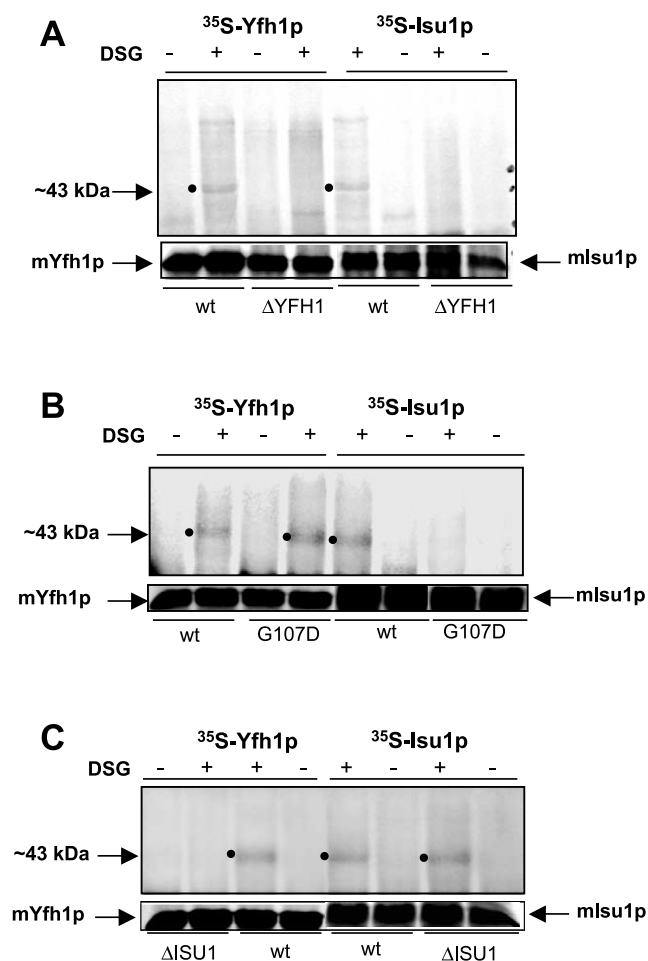 A
³⁵S-Yfh1p ³⁵S-Isu1p
DSG - + - + + - + -
~43 kDa
mYfh1p mIsu1p
wt ΔYFH1 wt ΔYFH1
B
³⁵S-Yfh1p ³⁵S-Isu1p
DSG - + - + + - + -
~43 kDa
mYfh1p mIsu1p
wt G107D wt G107D
C
³⁵S-Yfh1p ³⁵S-Isu1p
DSG - + + - + - + -
~43 kDa
mYfh1p mIsu1p
ΔISU1 wt wt ΔISU1